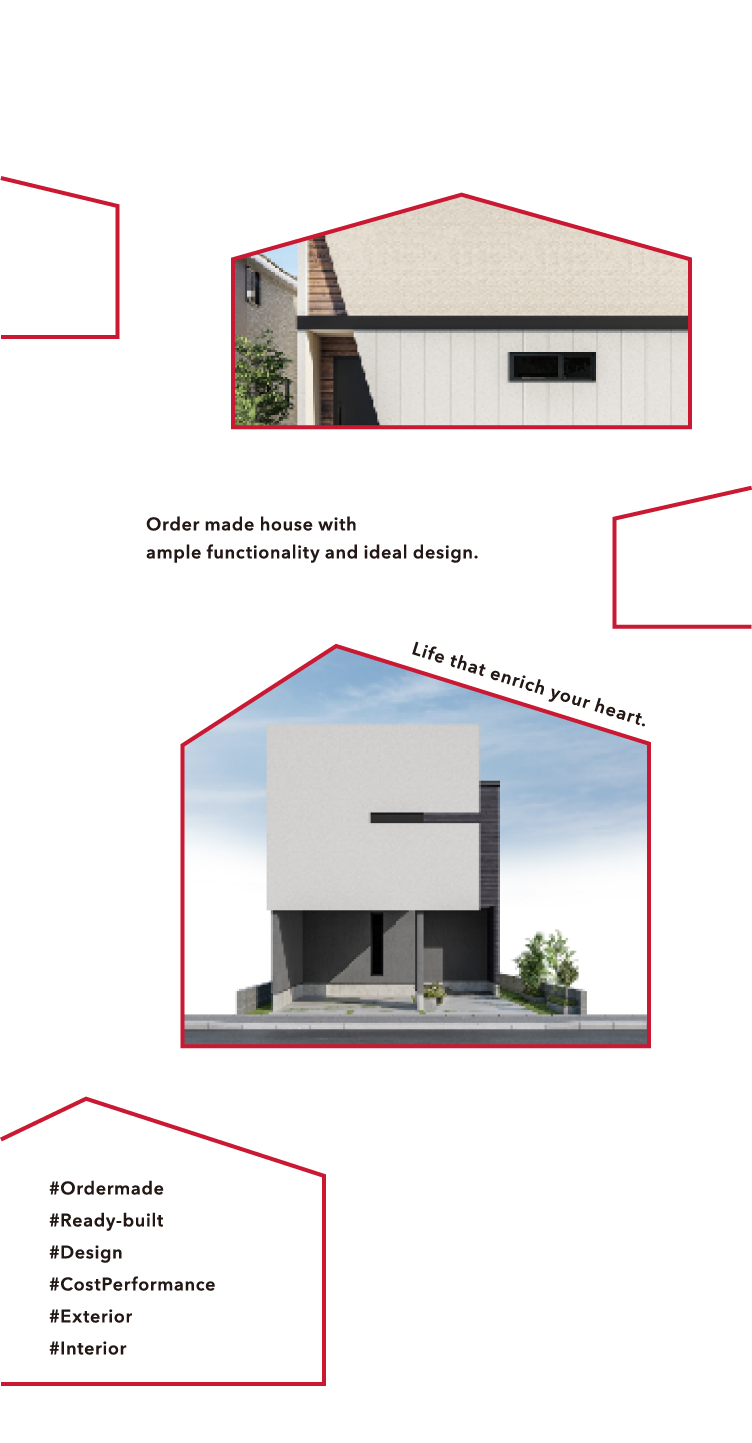 Order made house with
ample functionality and ideal design.
Life that enrich your heart.
#Ordermade
#Ready-built
#Design
#CostPerformance
#Exterior
#Interior